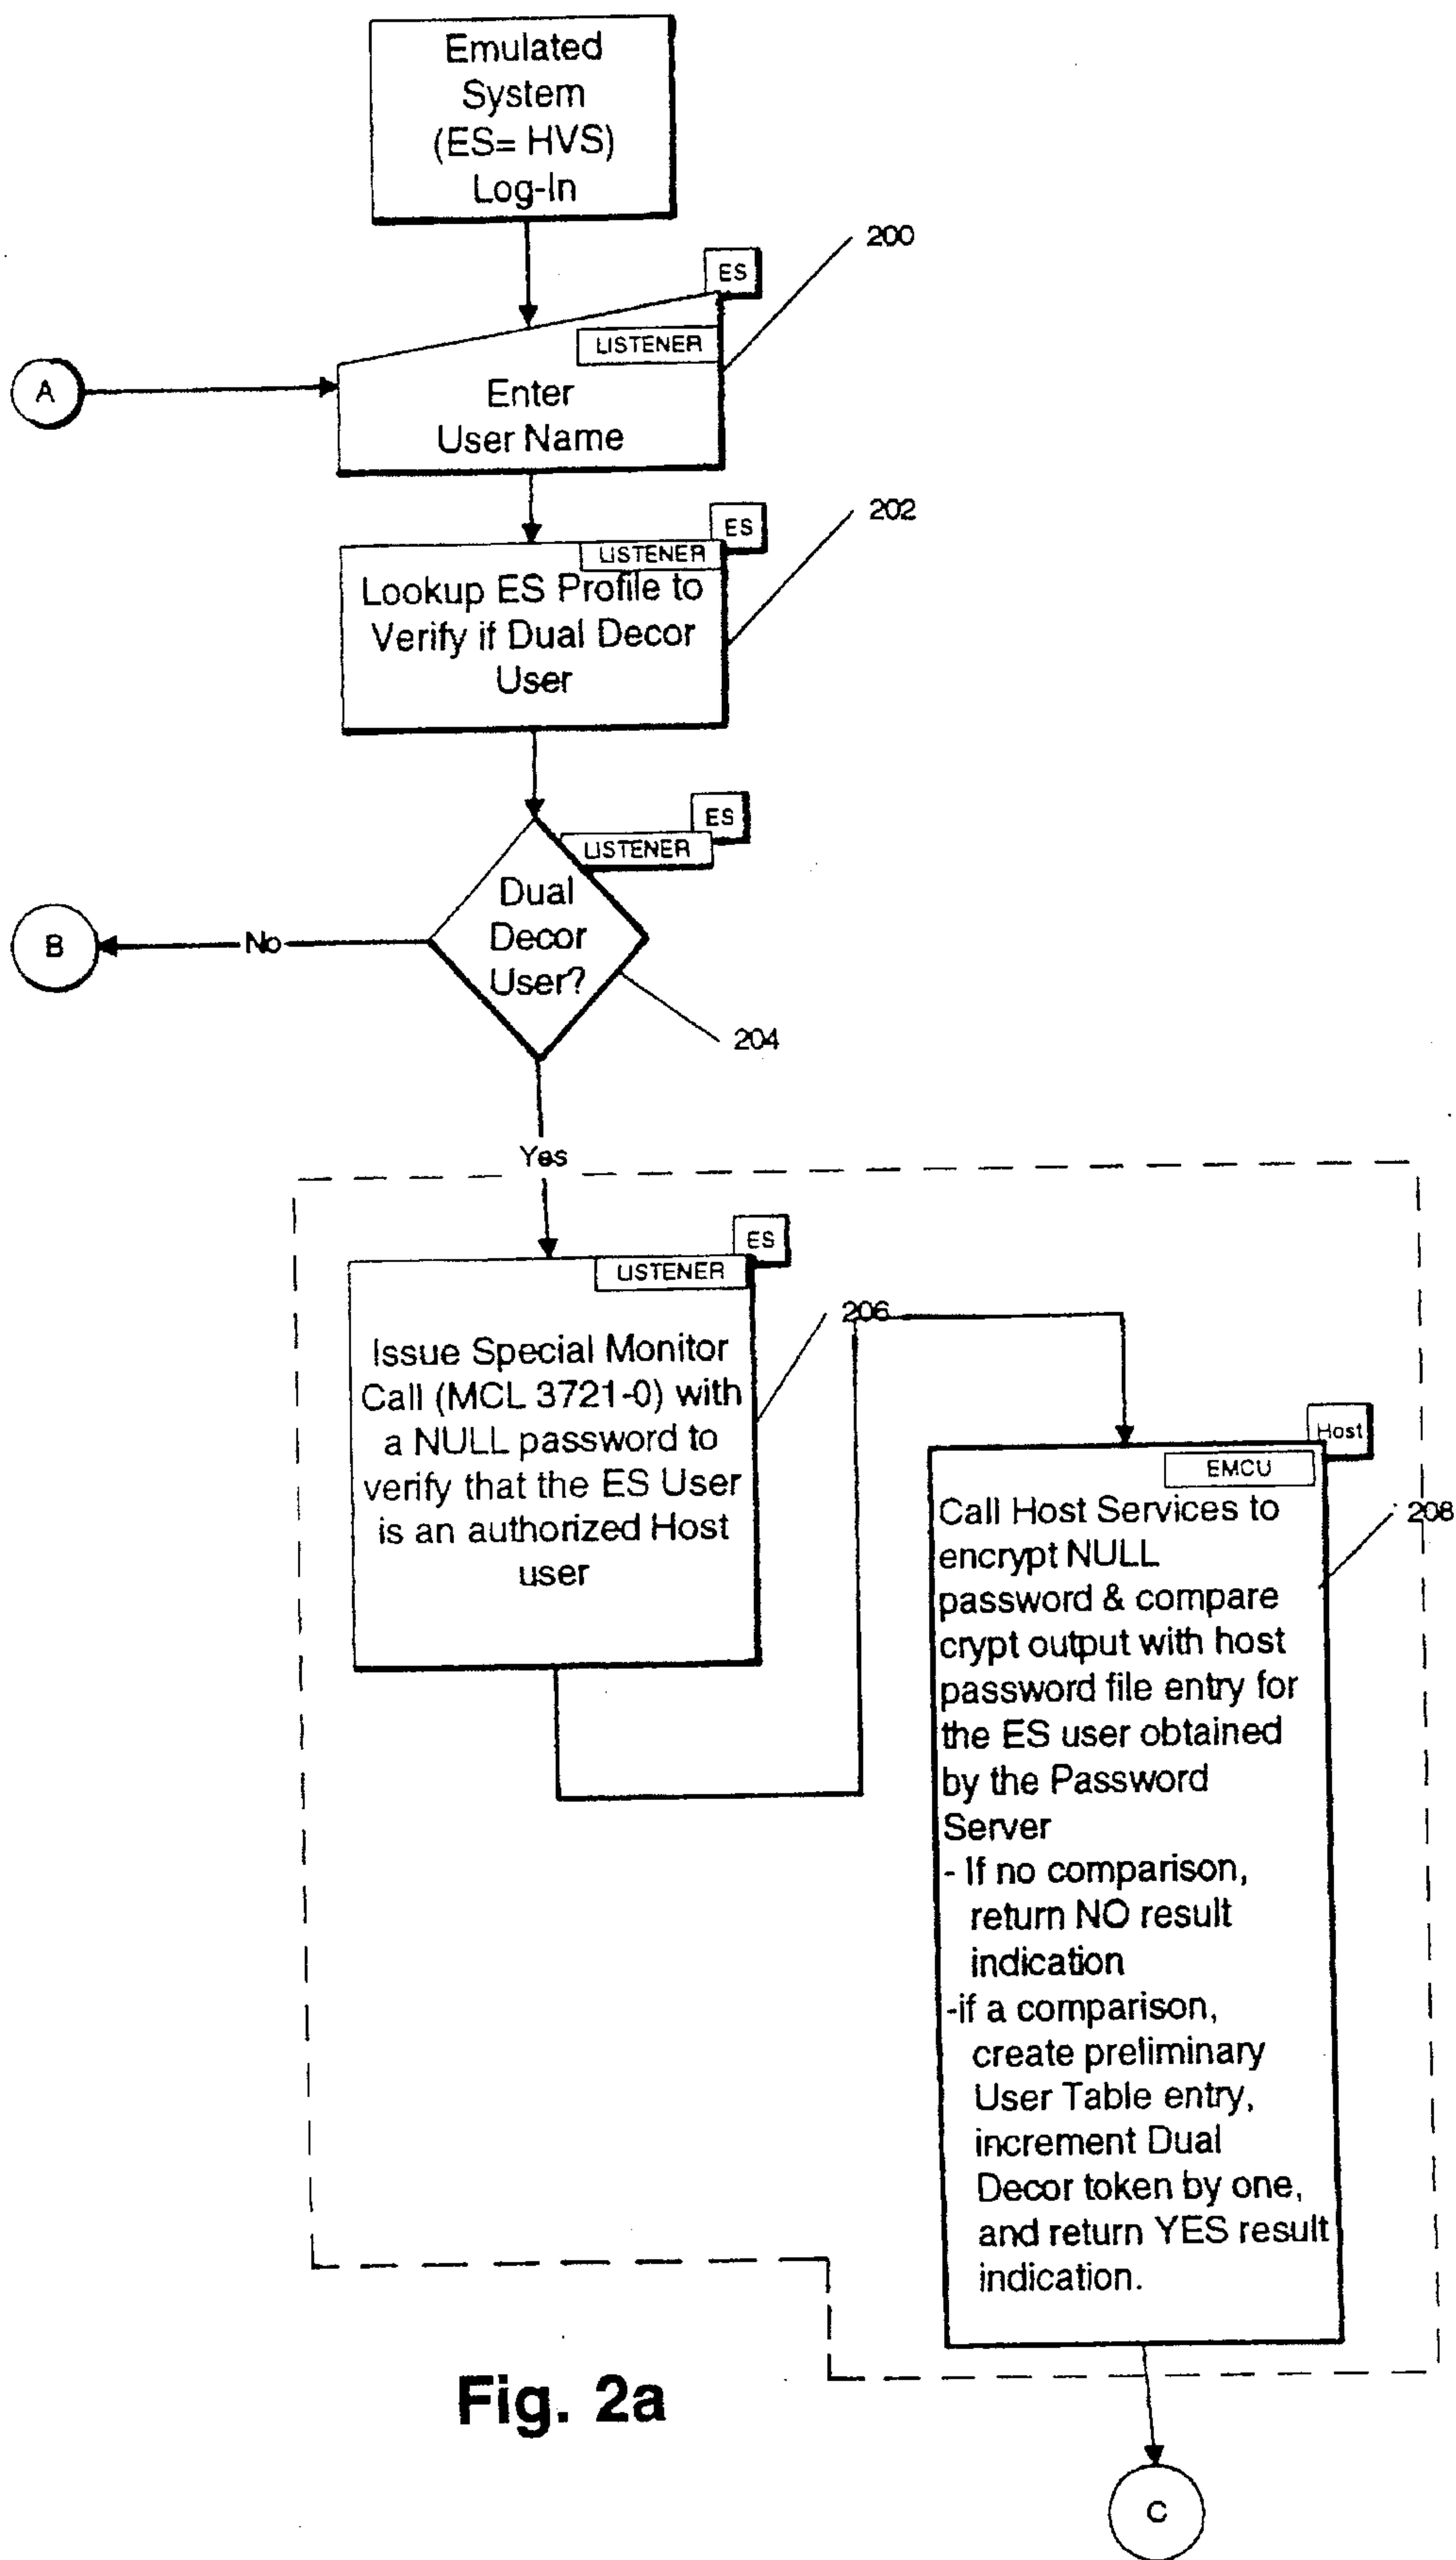 Emulated
System
(ES= HVS)
Log-In
200
ES
LISTENER
A
Enter
User Name
202
ES
LISTENER
Lookup ES Profile to
Verify if Dual Decor
User
ES
LISTENER
Dual
Decor
User?
B
No
204
Yes
ES
LISTENER
206
Issue Special Monitor
Call (MCL 3721-0) with
a NULL password to
verify that the ES User
is an authorized Host
user
Host
EMCU
208
Call Host Services to
encrypt NULL
password & compare
crypt output with host
password file entry for
the ES user obtained
by the Password
Server
- If no comparison,
return NO result
indication
-if a comparison,
create preliminary
User Table entry,
increment Dual
Decor token by one,
and return YES result
indication.
Fig. 2a
C